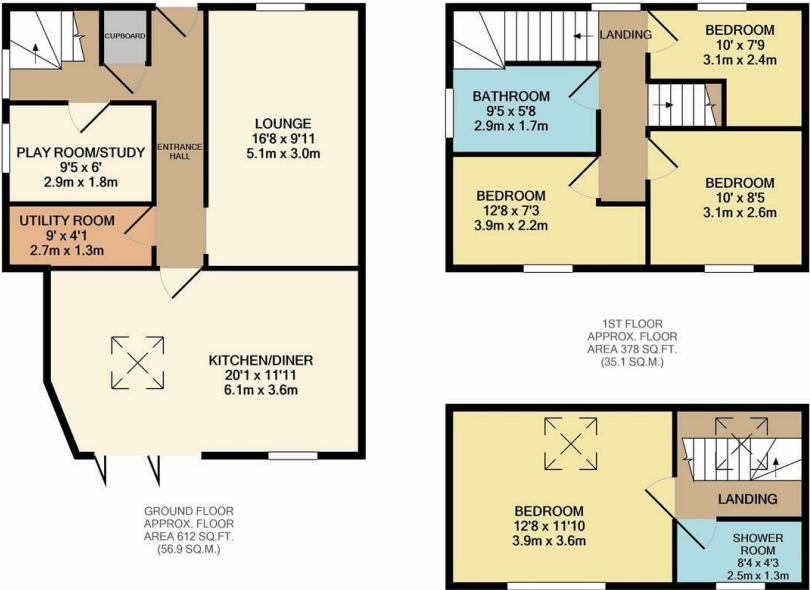 CUPBOARD
LOUNGE
16'8 x 9'11
5.1m x 3.0m
ENTRANCE
HALL
PLAY ROOM/STUDY
9'5 x 6'
2.9m x 1.8m
UTILITY ROOM
9' x 4'1
2.7m x 1.3m
KITCHEN/DINER
20'1 x 11'11
6.1m x 3.6m
GROUND FLOOR
APPROX. FLOOR
AREA 612 SQ.FT.
(56.9 SQ.M.)
LANDING
BEDROOM
10' x 7'9
3.1m x 2.4m
BATHROOM
9'5 x 5'8
2.9m x 1.7m
BEDROOM
12'8 x 7'3
3.9m x 2.2m
BEDROOM
10' x 8'5
3.1m x 2.6m
1ST FLOOR
APPROX. FLOOR
AREA 378 SQ.FT.
(35.1 SQ.M.)
BEDROOM
12'8 x 11'10
3.9m x 3.6m
LANDING
SHOWER
ROOM
8'4 x 4'3
2.5m x 1.3m